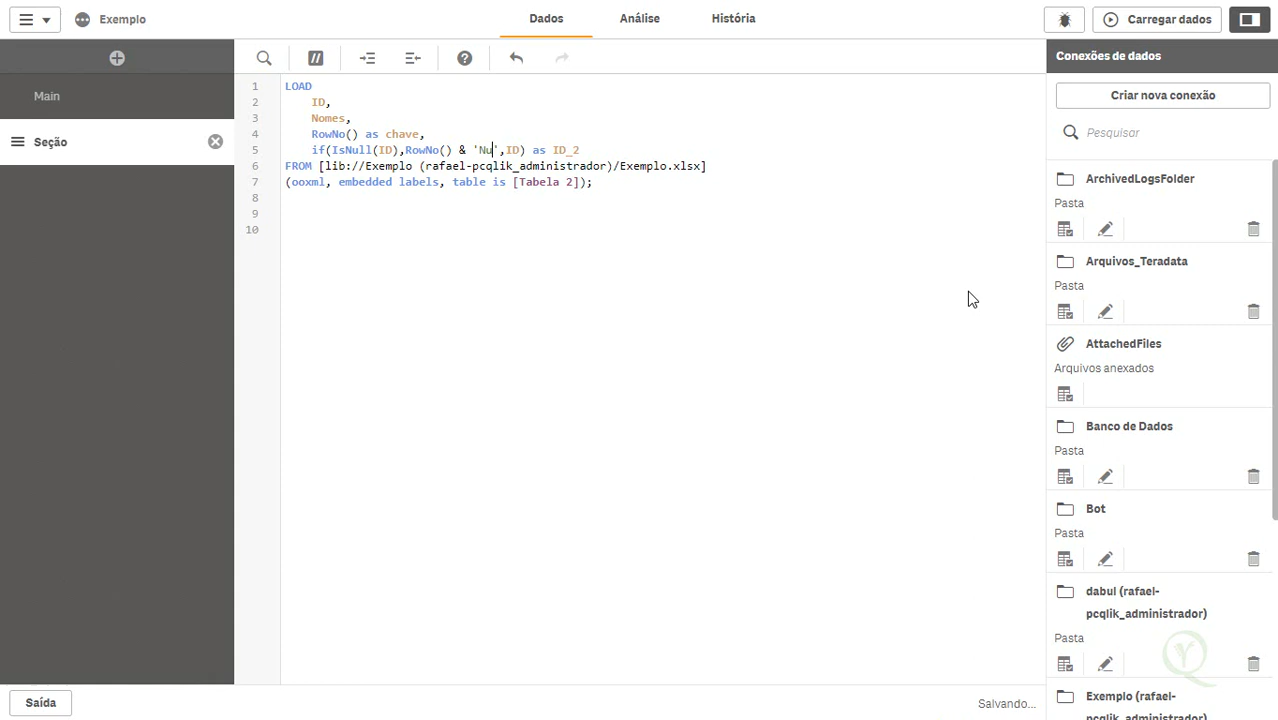 Exemplo
Dados
Análise
História
Carregar dados
Main
Seção
//
1 LOAD
2 ID,
3 Nomes,
4 RowNo() as chave,
5 if(IsNull(ID),RowNo() & 'Nu',ID) as ID_2
6 FROM [lib://Exemplo (rafael-pcqlik_administrador)/Exemplo.xlsx]
7 (ooxml, embedded labels, table is [Tabela 2]);
8
9
10
Conexões de dados
Criar nova conexão
Pesquisar
ArchivedLogsFolder
Pasta
Arquivos_Teradata
Pasta
AttachedFiles
Arquivos anexados
Banco de Dados
Pasta
Bot
Pasta
dabul (rafael-
pcqlik_administrador)
Pasta
Exemplo (rafael-
pcqlik_administrador)
Saída
Salvando...